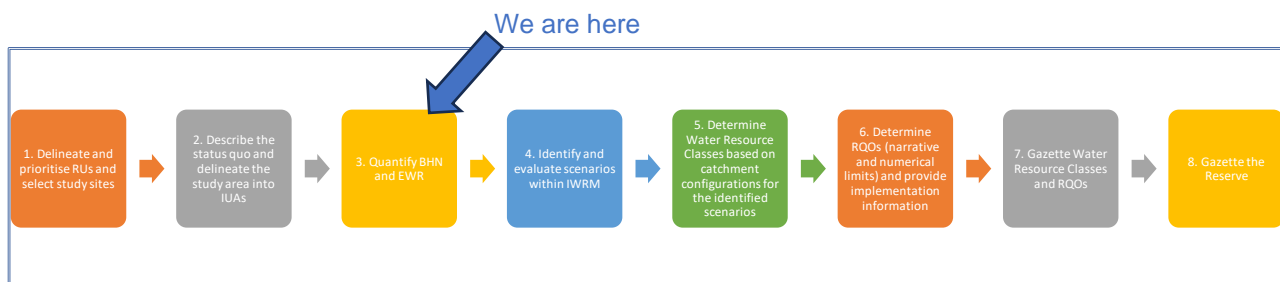 We are here
1. Delineate and
prioritise RUs and
select study sites
2. Describe the
status quo and
delineate the
study area into
IUAs
3. Quantify BHN
and EWR
4. Identify and
evaluate scenarios
within IWRM
5. Determine
Water Resource
Classes based on
catchment
configurations for
the identified
scenarios
6. Determine
RQOs (narrative
and numerical
limits) and provide
implementation
information
7. Gazette Water
Resource Classes
and RQOs
8. Gazette the
Reserve